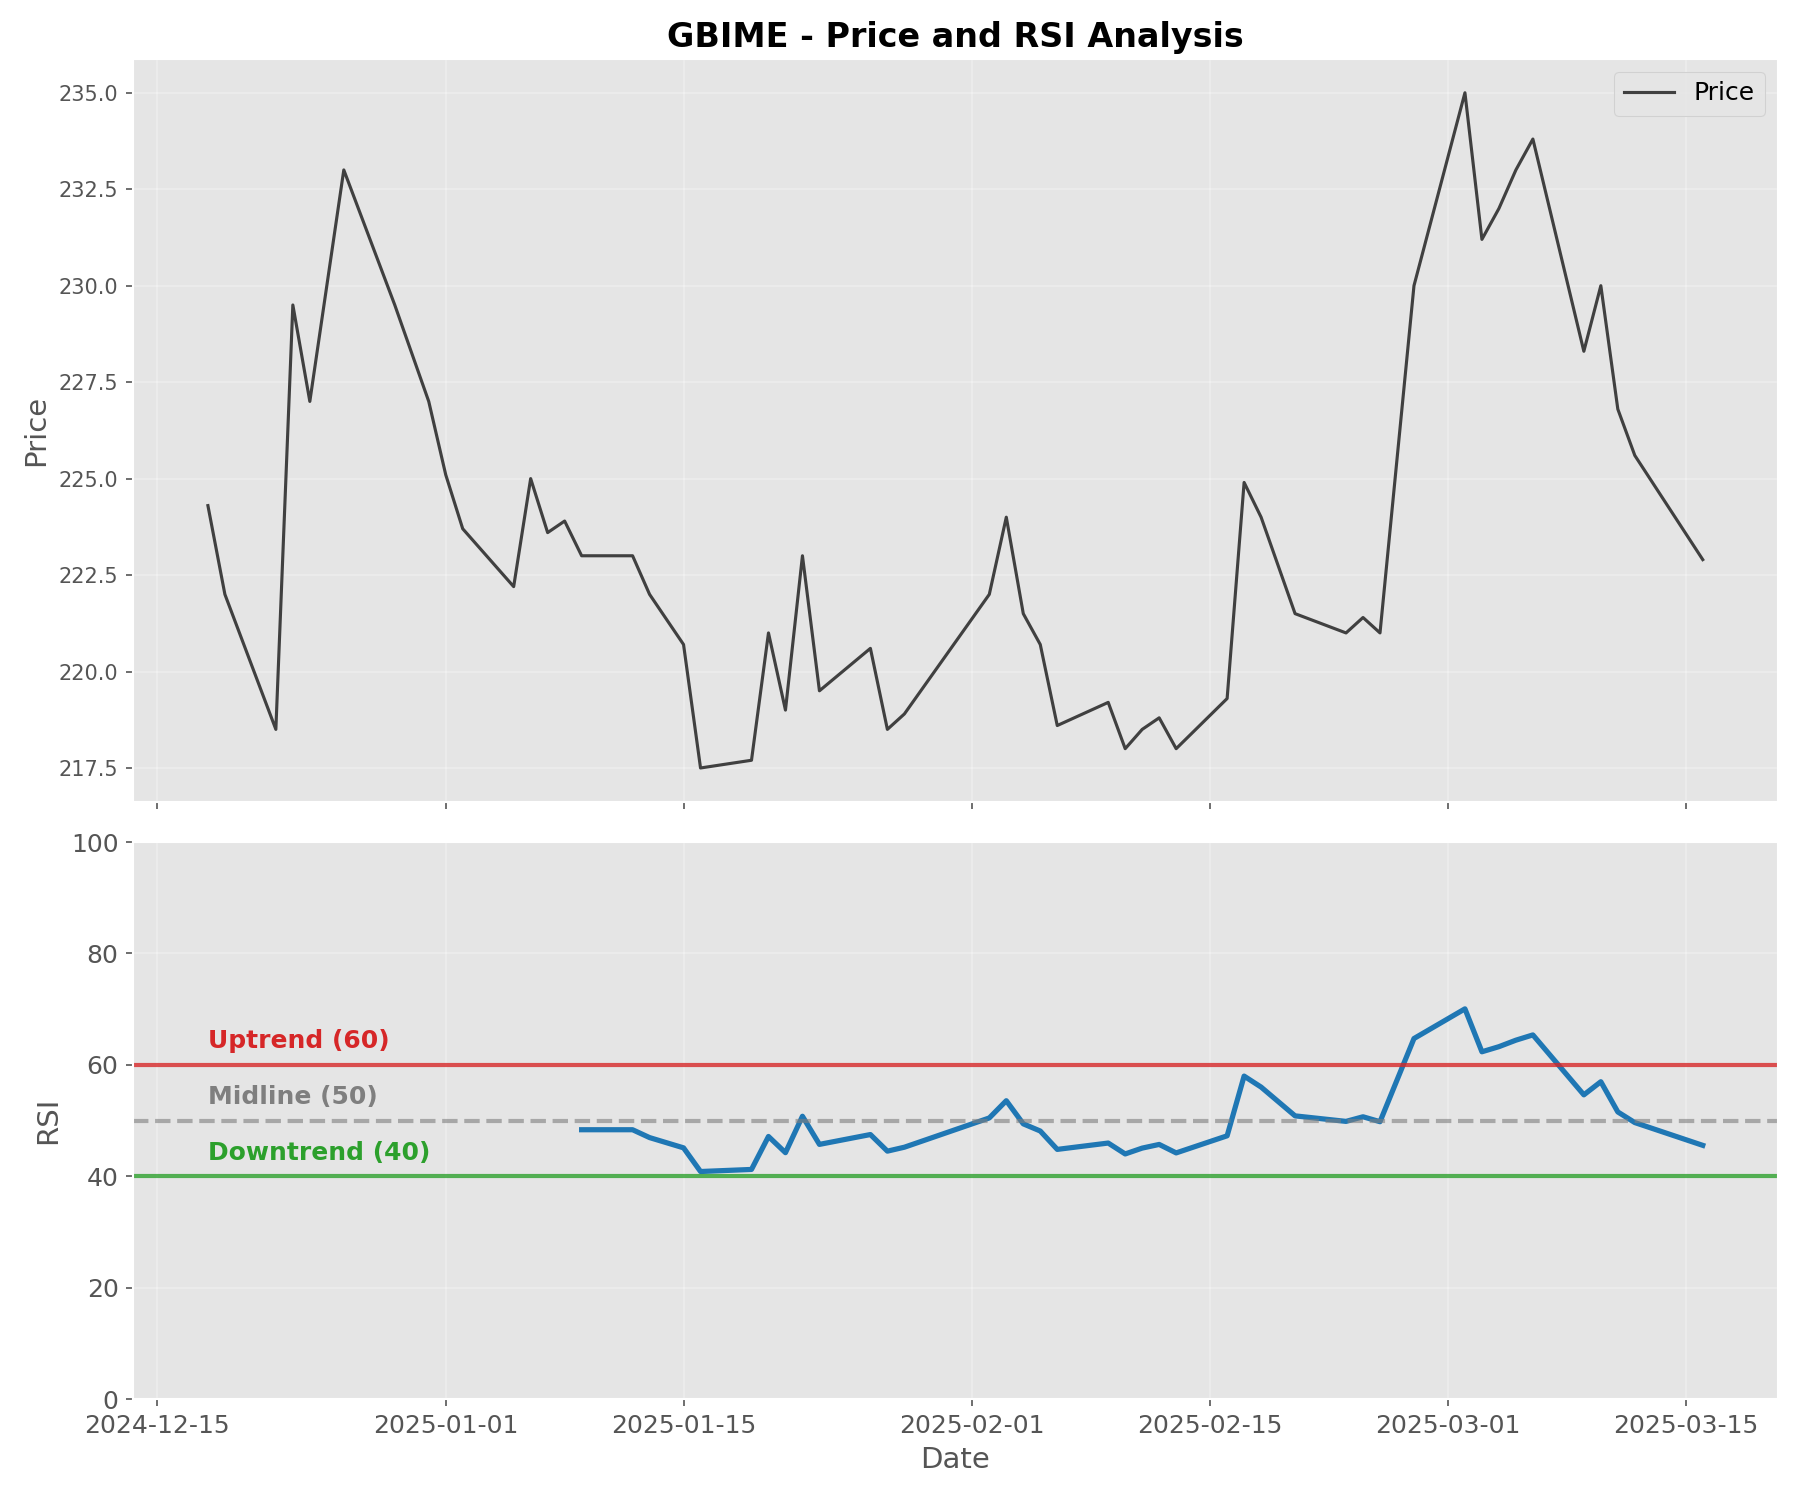 GBIME - Price and RSI Analysis
Price
235.0
232.5
230.0
227.5
225.0
222.5
220.0
217.5
Price
100
80
60
40
20
0
RSI
Uptrend (60)
Midline (50)
Downtrend (40)
2024-12-15 2025-01-01 2025-01-15 2025-02-01 2025-02-15 2025-03-01 2025-03-15
Date